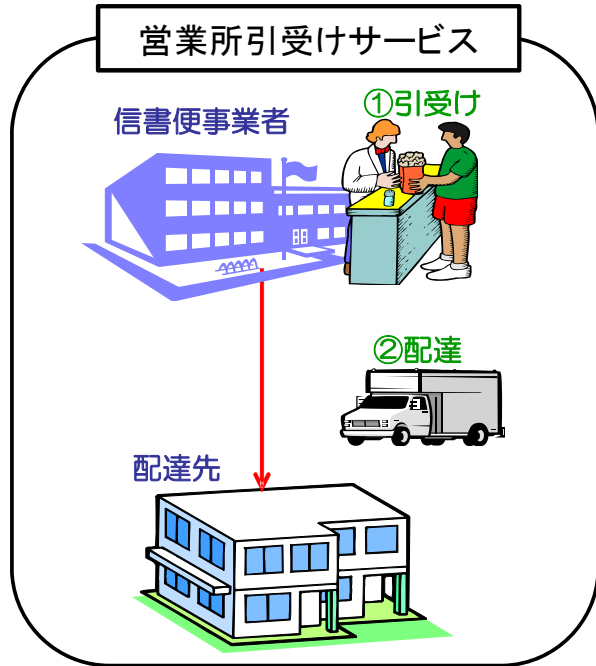 営業所引受けサービス
①引受け
信書便事業者
②配達
配達先